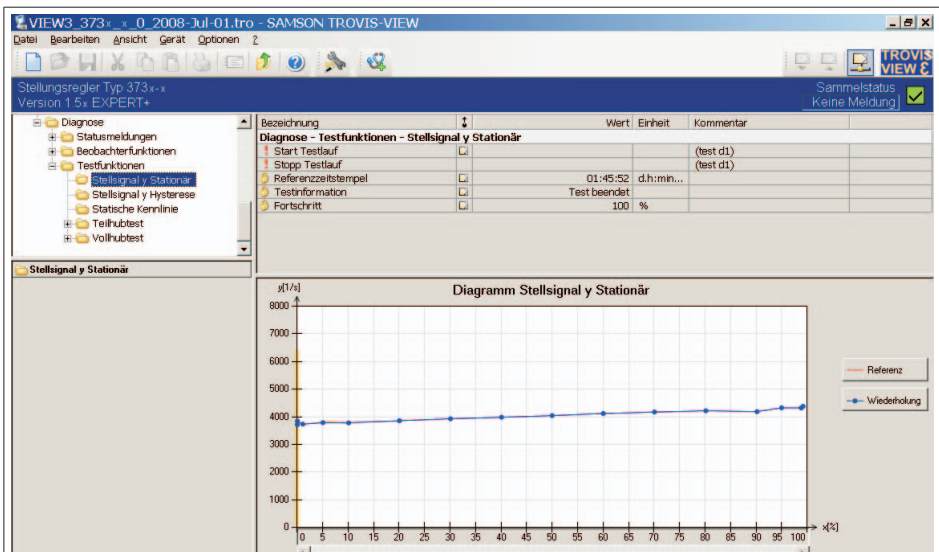 VIEW3_373x_x_0_2008-Jul-01.tro - SAMSON TROVIS-VIEW
Datei Bearbeiten Ansicht Gerät Optionen ?
TROVIS
VIEW 3
Stellungsregler Typ 373x-x
Version 1.5x EXPERT+
Sammelstatus
Keine Meldung
Diagnose
Statusmeldungen
Beobachterfunktionen
Testfunktionen
Stellsignal y Stationär
Stellsignal y Hysterese
Statische Kennlinie
Teilhubtest
Vollhubtest
Bezeichnung Wert Einheit Kommentar
Diagnose - Testfunktionen - Stellsignal y Stationär
Start Testlauf (test d1)
Stopp Testlauf (test d1)
Referenzzeitstempel 01:45:52 d.h:min...
Testinformation Test beendet
Fortschritt 100 %
Stellsignal y Stationär
Diagramm Stellsignal y Stationär
y[1/s]
8000
7000
6000
5000
4000
3000
2000
1000
0
0 5 10 15 20 25 30 35 40 45 50 55 60 65 70 75 80 85 90 95 100
x[%]
Referenz
Wiederholung